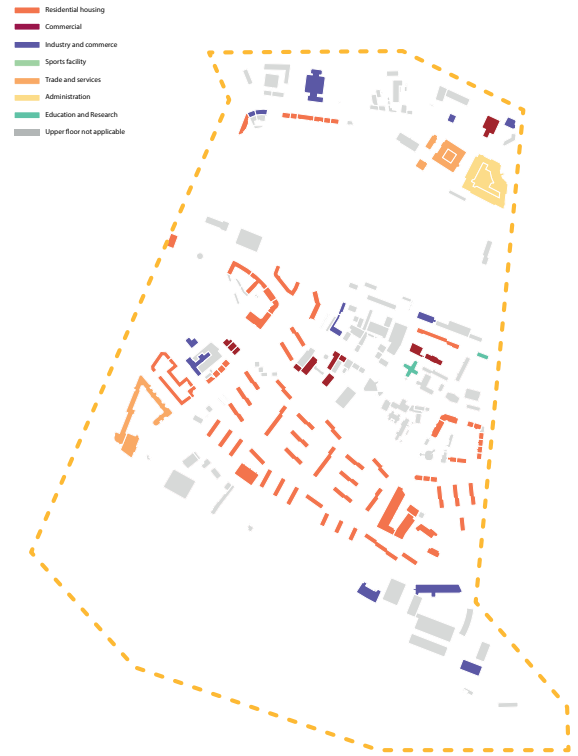 Residential housing
Commercial
Industry and commerce
Sports facility
Trade and services
Administration
Education and Research
Upper floor not applicable